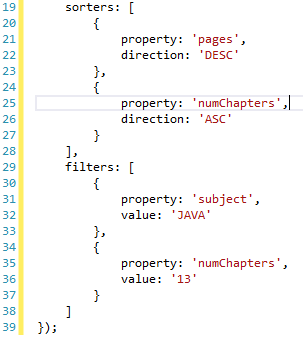 19 sorters: [
20 {
21 property: 'pages',
22 direction: 'DESC'
23 },
24 {
25 property: 'numChapters',
26 direction: 'ASC'
27 }
28 ],
29 filters: [
30 {
31 property: 'subject',
32 value: 'JAVA'
33 },
34 {
35 property: 'numChapters',
36 value: '13'
37 }
38 ]
39 });